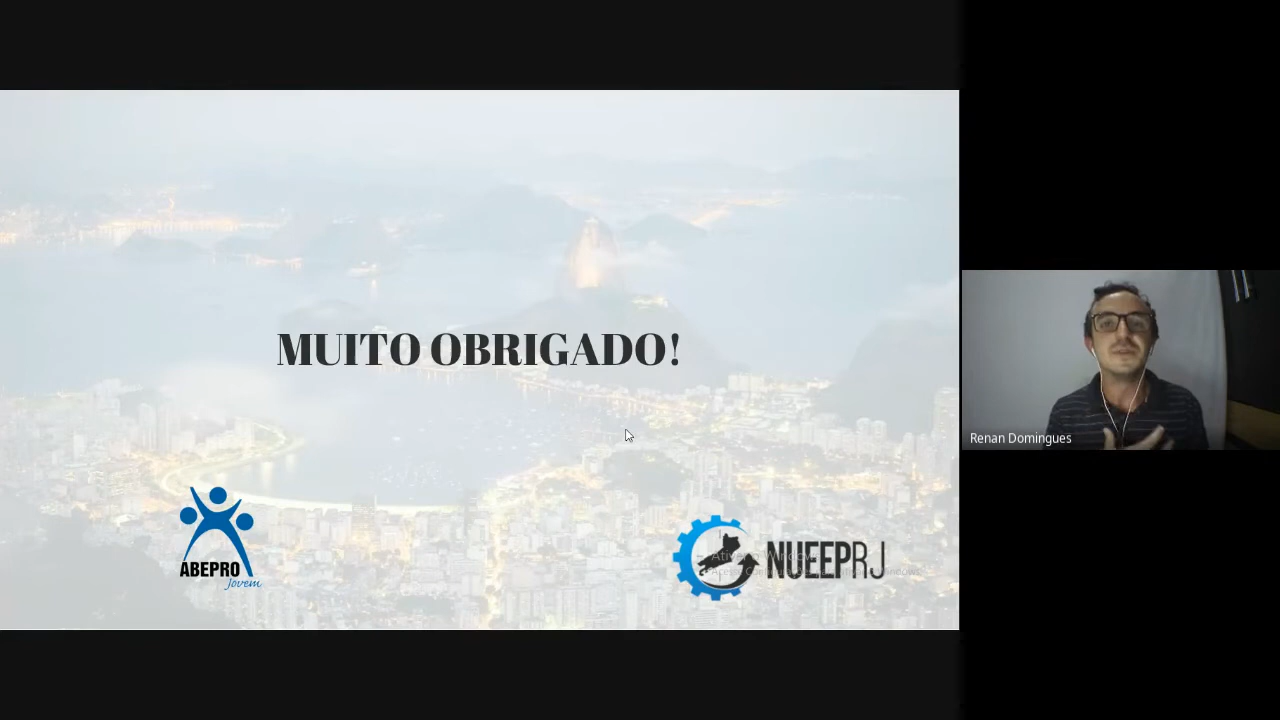 MUITO OBRIGADO!
ABEPRO
Jovem
NUEEPRJ
Renan Domingues